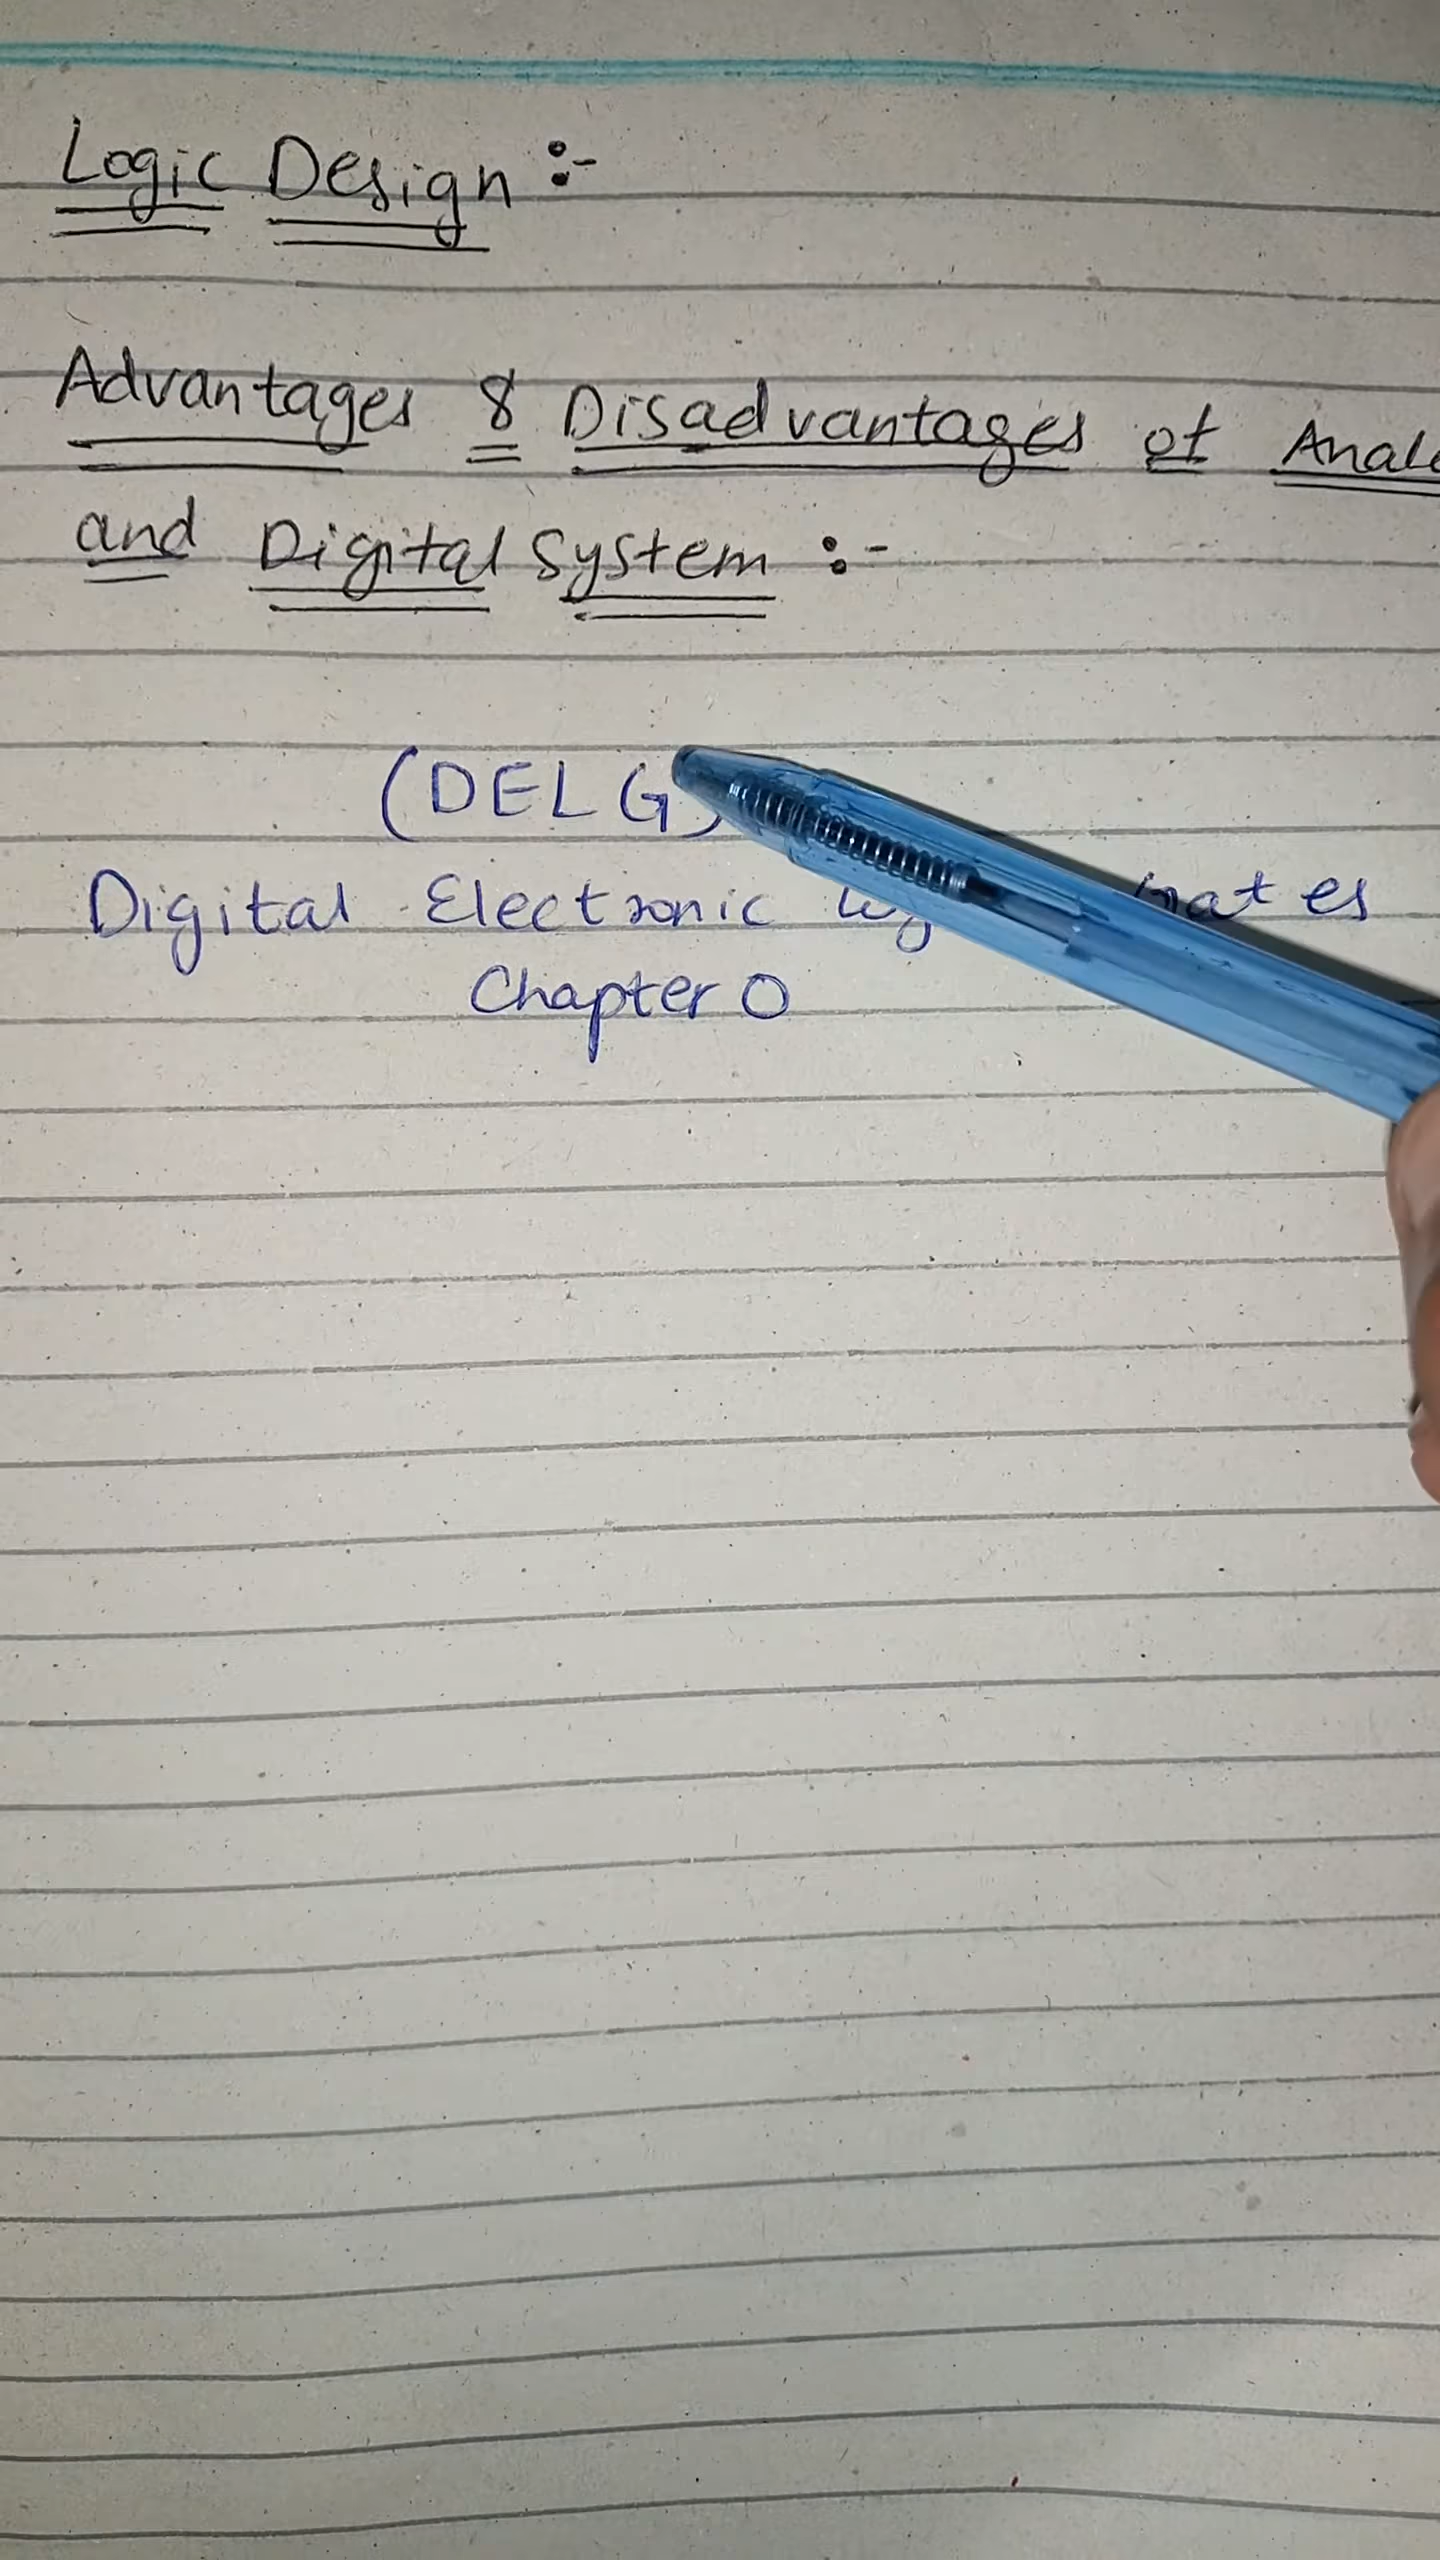 Logic Design :-
Advantages & Disadvantages of
and Digital System :-
(DELG)
Digital Electronic
Chapter 0